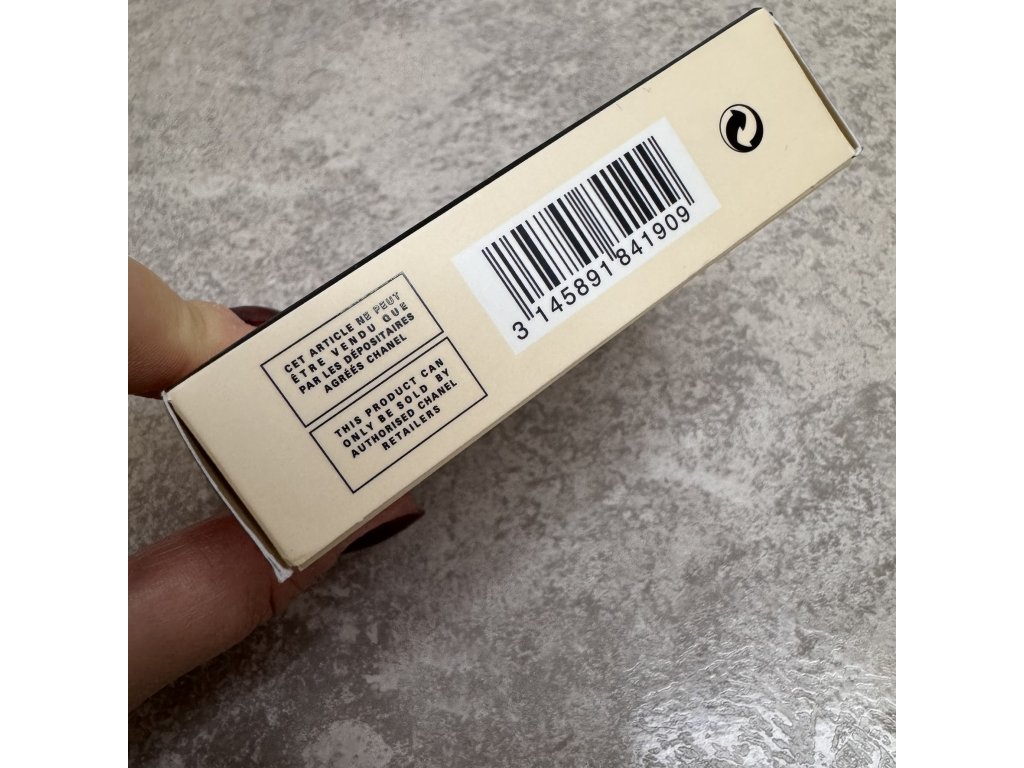 CET ARTICLE NE PEUT
ÊTRE VENDU QUE
PAR LES DÉPOSITAIRES
AGRÉÉS CHANEL
THIS PRODUCT CAN
ONLY BE SOLD BY
AUTHORISED CHANEL
RETAILERS
3 145891 841909